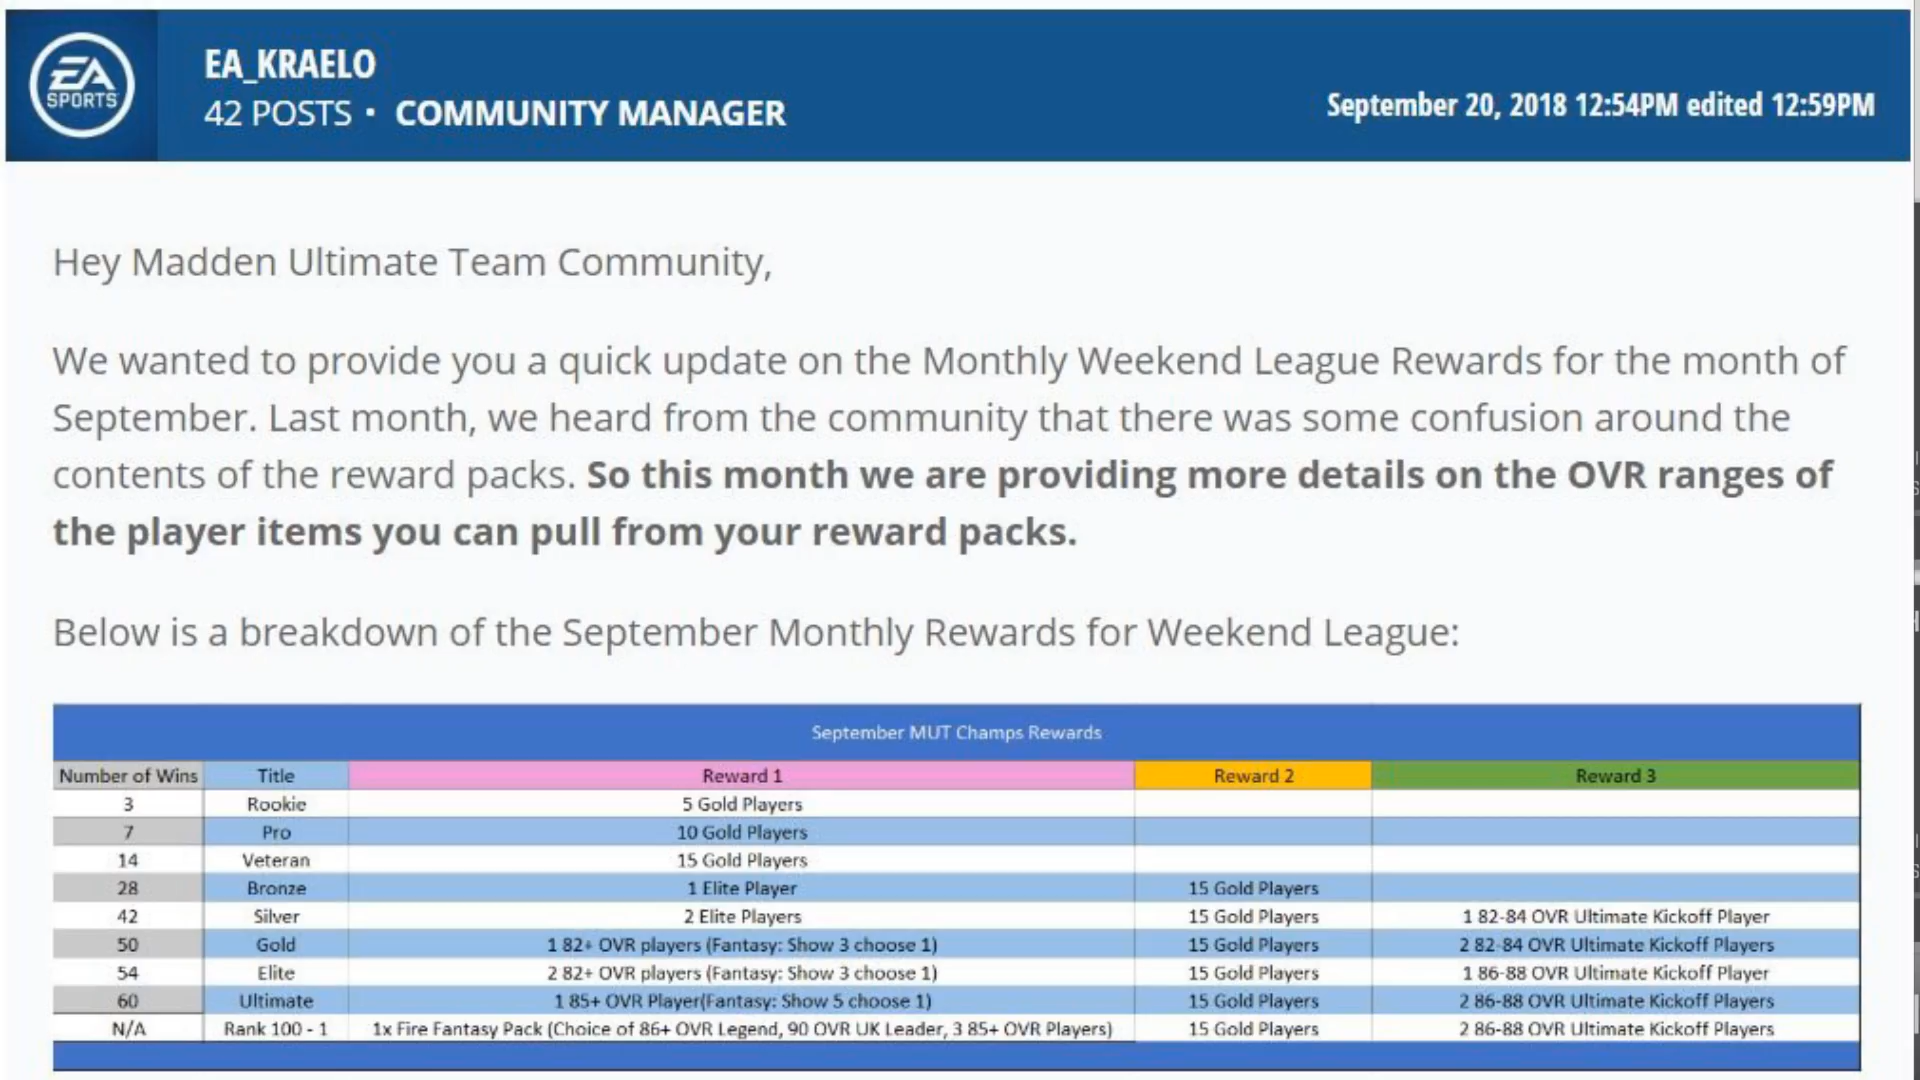 EA SPORTS
EA_KRAELO
42 POSTS • COMMUNITY MANAGER
September 20, 2018 12:54PM edited 12:59PM
Hey Madden Ultimate Team Community,
We wanted to provide you a quick update on the Monthly Weekend League Rewards for the month of
September. Last month, we heard from the community that there was some confusion around the
contents of the reward packs. So this month we are providing more details on the OVR ranges of
the player items you can pull from your reward packs.
Below is a breakdown of the September Monthly Rewards for Weekend League:
September MUT Champs Rewards
Number of Wins Title Reward 1 Reward 2 Reward 3
3 Rookie 5 Gold Players
7 Pro 10 Gold Players
14 Veteran 15 Gold Players
28 Bronze 1 Elite Player 15 Gold Players
42 Silver 2 Elite Players 15 Gold Players 1 82-84 OVR Ultimate Kickoff Player
50 Gold 1 82+ OVR players (Fantasy: Show 3 choose 1) 15 Gold Players 2 82-84 OVR Ultimate Kickoff Players
54 Elite 2 82+ OVR players (Fantasy: Show 3 choose 1) 15 Gold Players 1 86-88 OVR Ultimate Kickoff Player
60 Ultimate 1 85+ OVR Player(Fantasy: Show 5 choose 1) 15 Gold Players 2 86-88 OVR Ultimate Kickoff Players
N/A Rank 100 - 1 1x Fire Fantasy Pack (Choice of 86+ OVR Legend, 90 OVR UK Leader, 3 85+ OVR Players) 15 Gold Players 2 86-88 OVR Ultimate Kickoff Players